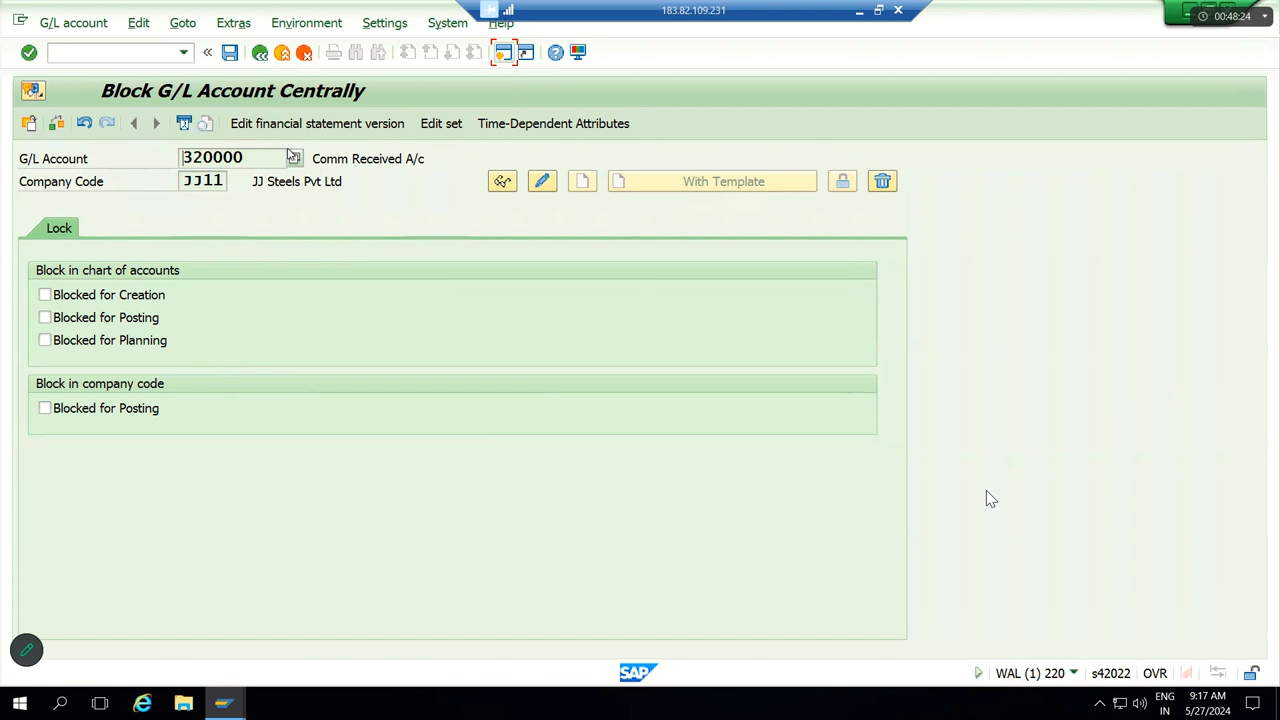 183.82.109.231
00:48:24
G/L account Edit Goto Extras Environment Settings System Help
Block G/L Account Centrally
Edit financial statement version Edit set Time-Dependent Attributes
G/L Account 320000 Comm Received A/c
Company Code JJ11 JJ Steels Pvt Ltd With Template
Lock
Block in chart of accounts
Blocked for Creation
Blocked for Posting
Blocked for Planning
Block in company code
Blocked for Posting
SAP WAL (1) 220 s42022 OVR
ENG 9:17 AM
IN 5/27/2024